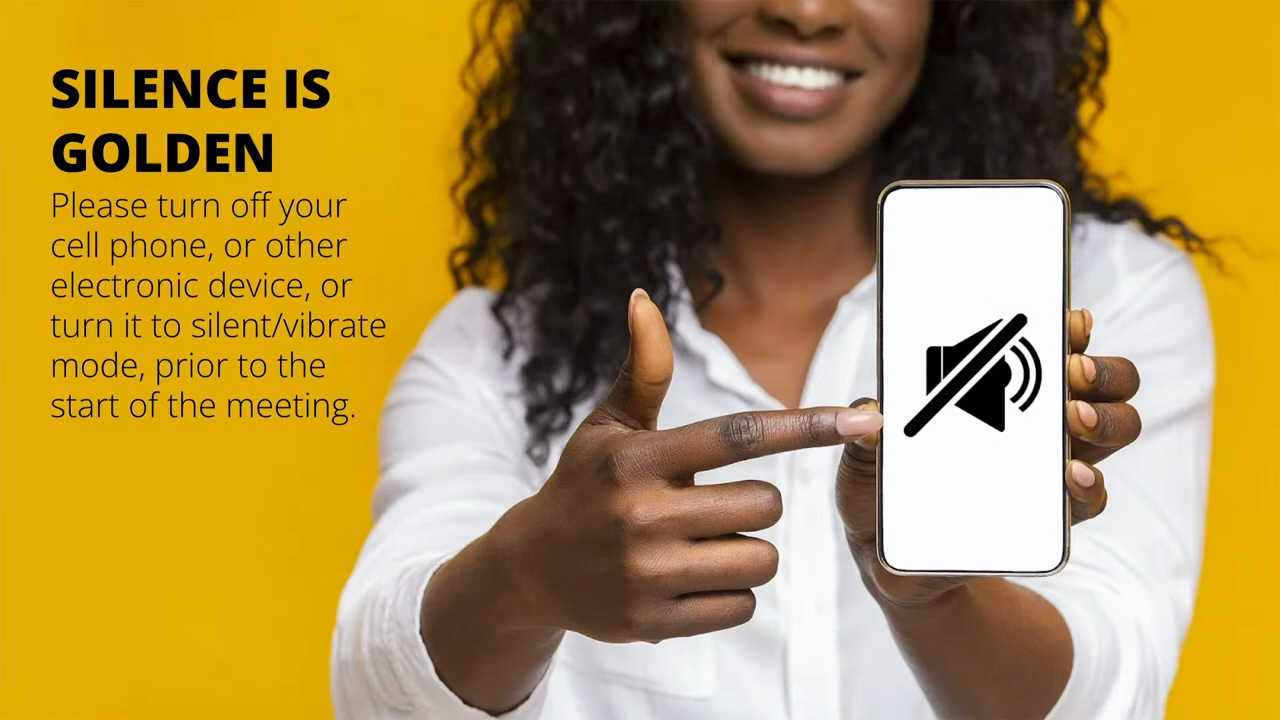 SILENCE IS
GOLDEN
Please turn off your
cell phone, or other
electronic device, or
turn it to silent/vibrate
mode, prior to the
start of the meeting.